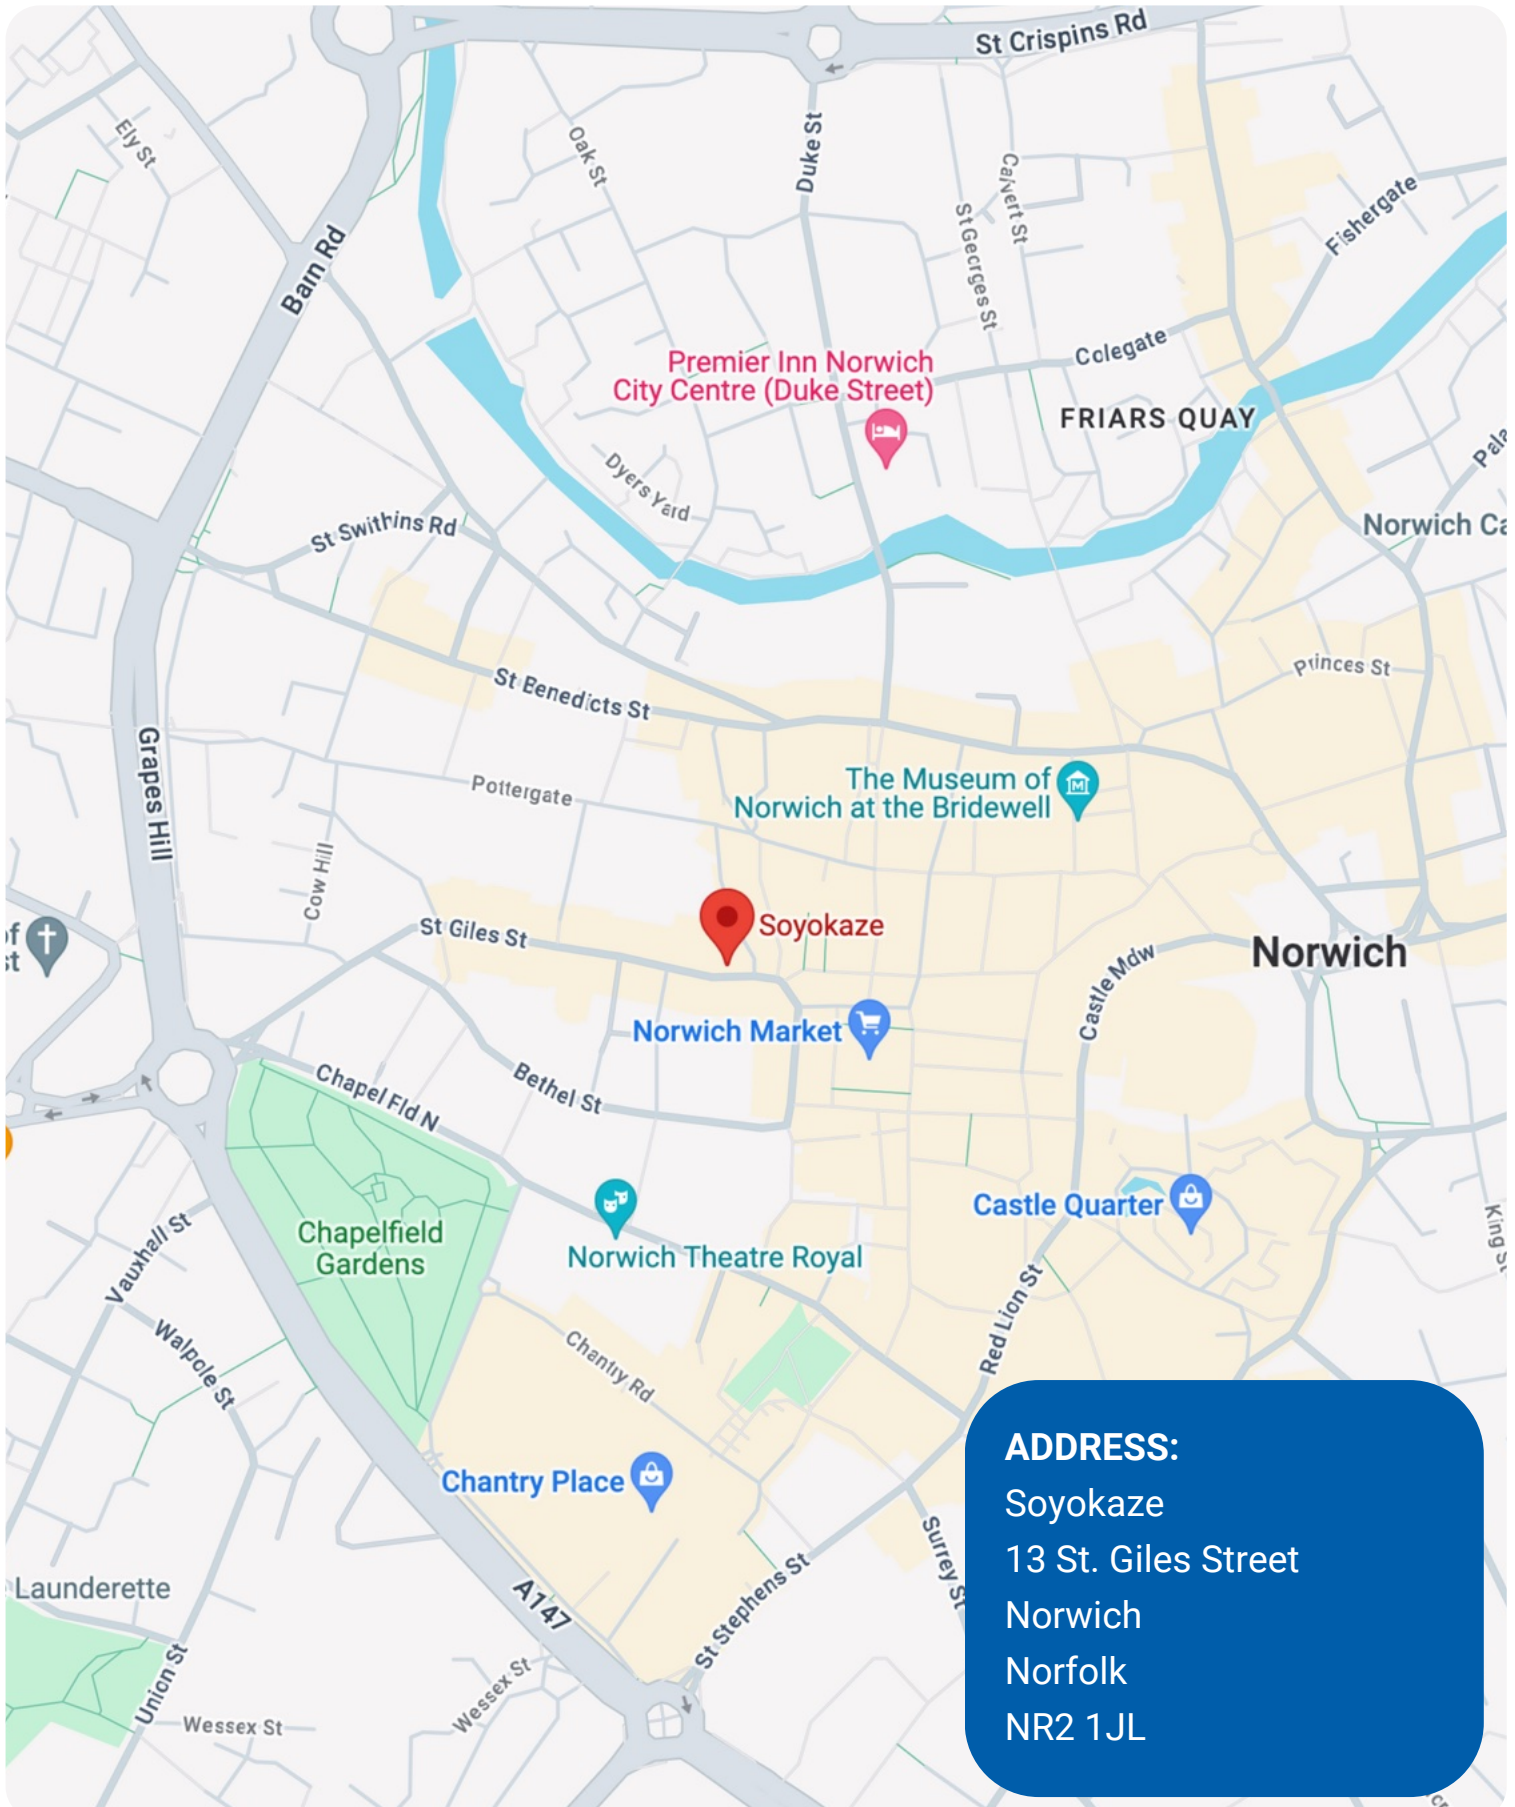 St Crispins Rd
Ely St
Oak St
Duke St
Calvert St
St Georges St
Fishergate
Barn Rd
Premier Inn Norwich
City Centre (Duke Street)
Colegate
FRIARS QUAY
Dyers Yard
St Swithins Rd
Norwich
Princes St
St Benedicts St
Grapes Hill
Pottergate
The Museum of
Norwich at the Bridewell
Cow Hill
St Giles St
Soyokaze
Castle Mdw
Norwich
Norwich Market
Chapel Fld N
Bethel St
Castle Quarter
King St
Vauxhall St
Chapelfield
Gardens
Norwich Theatre Royal
Walpole St
Chantry Rd
Red Lion St
Chantry Place
Surrey St
Launderette
A147
St Stephens St
Union St
Wessex St
Wessex St
ADDRESS:
Soyokaze
13 St. Giles Street
Norwich
Norfolk
NR2 1JL